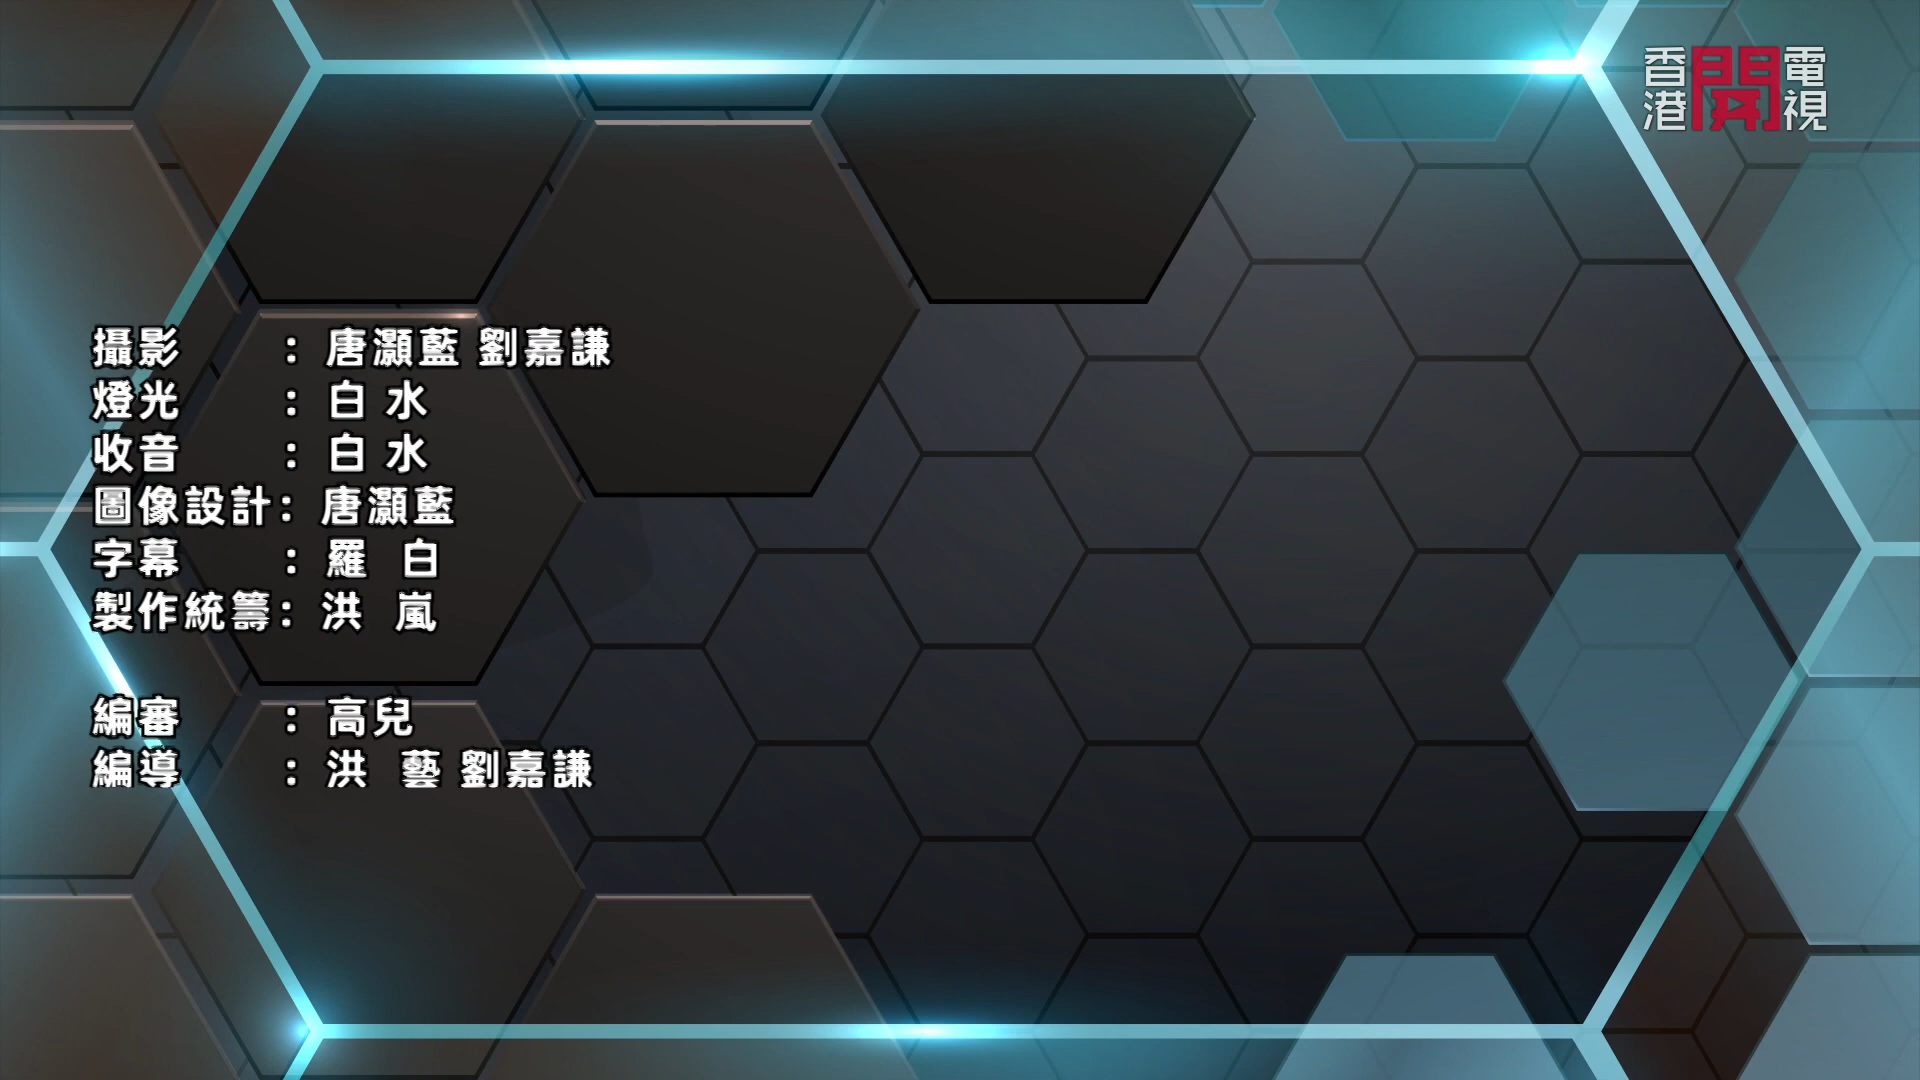 香港開電視
攝影 : 唐灝藍 劉嘉謙
燈光 : 白 水
收音 : 白 水
圖像設計: 唐灝藍
字幕 : 羅 白
製作統籌: 洪 嵐
編審 : 高兒
編導 : 洪 藝 劉嘉謙